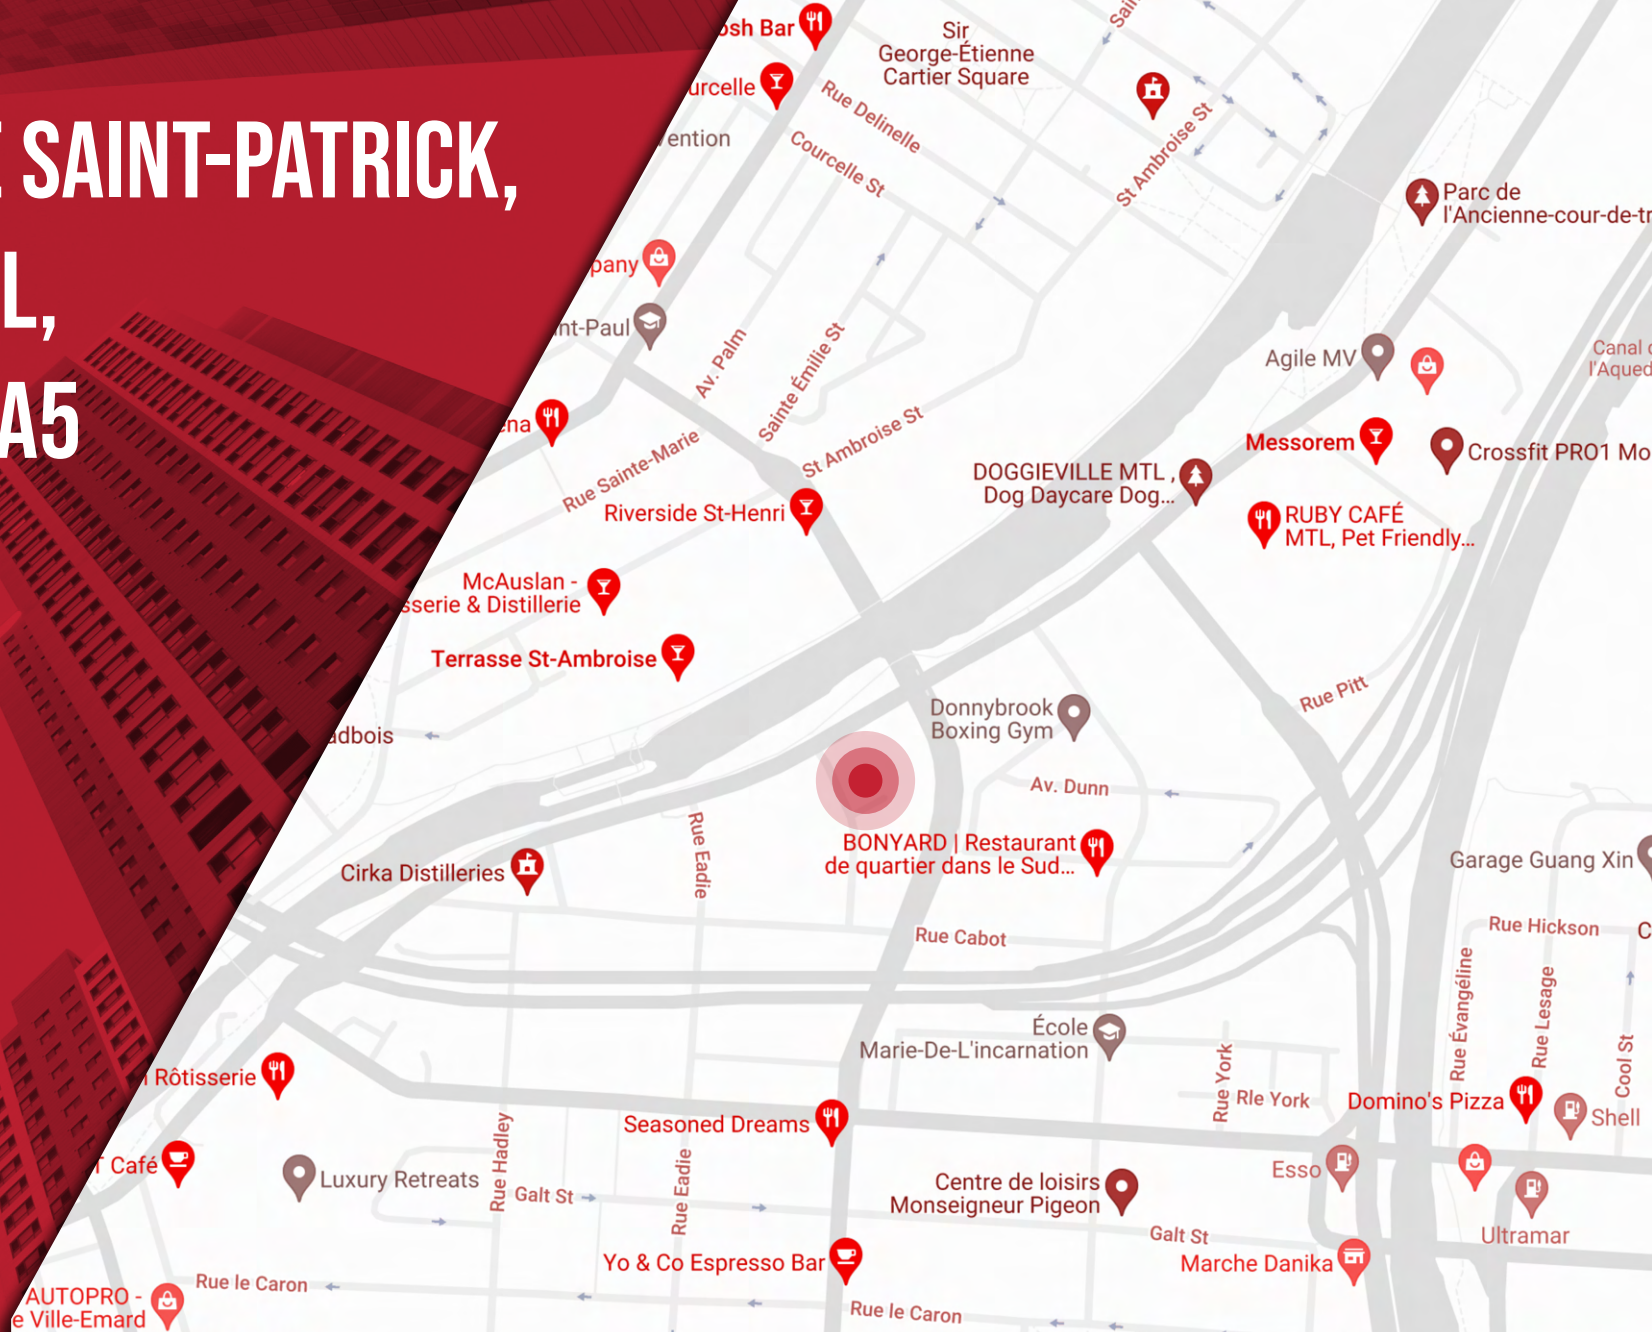 E SAINT-PATRICK,
L,
A5
osh Bar
urcelle
vention
Sir
George-Étienne
Cartier Square
Rue Delinelle
Courcelle St
St Ambroise St
Parc de
l'Ancienne-cour-de-tr
pany
nt-Paul
Av. Palm
Sainte Émilie St
Agile MV
Canal d
l'Aqued
ena
Rue Sainte-Marie
St Ambroise St
Messorem
Crossfit PRO1 Mo
DOGGIEVILLE MTL ,
Dog Daycare Dog...
Riverside St-Henri
RUBY CAFÉ
MTL, Pet Friendly...
McAuslan -
sserie & Distillerie
Terrasse St-Ambroise
Rue Pitt
Donnybrook
Boxing Gym
adbois
Av. Dunn
Rue Eadie
BONYARD | Restaurant
de quartier dans le Sud...
Cirka Distilleries
Garage Guang Xin
Rue Cabot
Rue Hickson
C
Rue Évangéline
Rue Lesage
Cool St
École
Marie-De-L'incarnation
Rue York
Rle York
Rôtisserie
Domino's Pizza
Shell
Seasoned Dreams
Café
Luxury Retreats
Rue Hadley
Galt St
Rue Eadie
Centre de loisirs
Monseigneur Pigeon
Esso
Ultramar
Galt St
Yo & Co Espresso Bar
Marche Danika
AUTOPRO -
e Ville-Emard
Rue le Caron
Rue le Caron